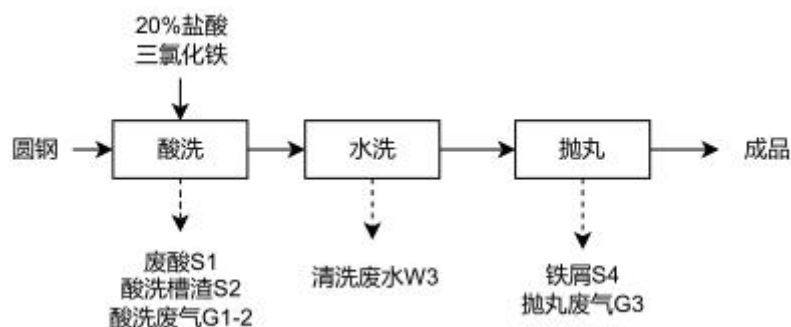 20%盐酸
三氯化铁
圆钢
酸洗
水洗
抛丸
成品
废酸S1
酸洗槽渣S2
酸洗废气G1-2
清洗废水W3
铁屑S4
抛丸废气G3